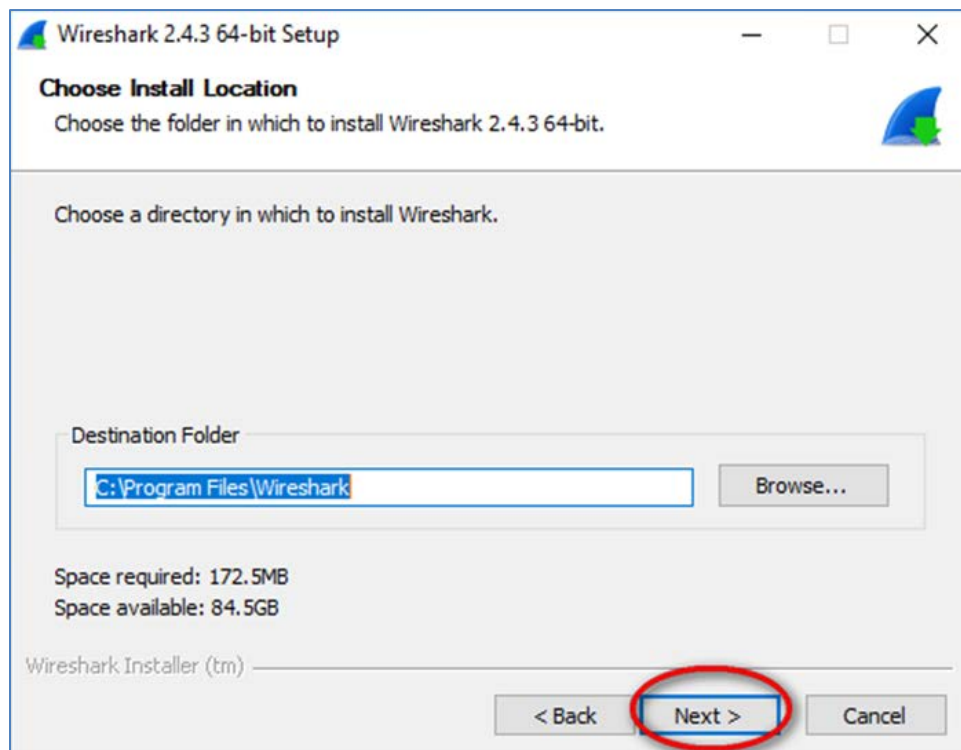 Wireshark 2.4.3 64-bit Setup
Choose Install Location
Choose the folder in which to install Wireshark 2.4.3 64-bit.
Choose a directory in which to install Wireshark.
Destination Folder
C:\Program Files\Wireshark
Browse...
Space required: 172.5MB
Space available: 84.5GB
Wireshark Installer (tm)
< Back Next > Cancel